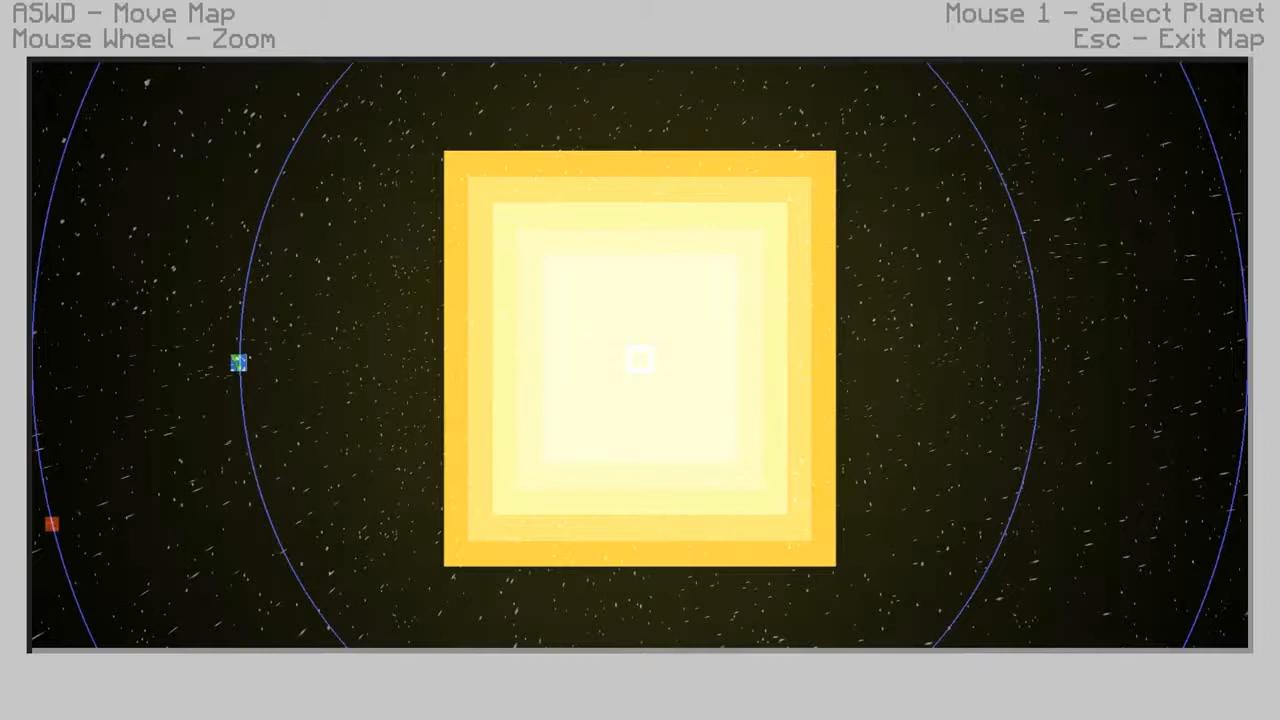 ASWD - Move Map
Mouse Wheel - Zoom
Mouse 1 - Select Planet
Esc - Exit Map